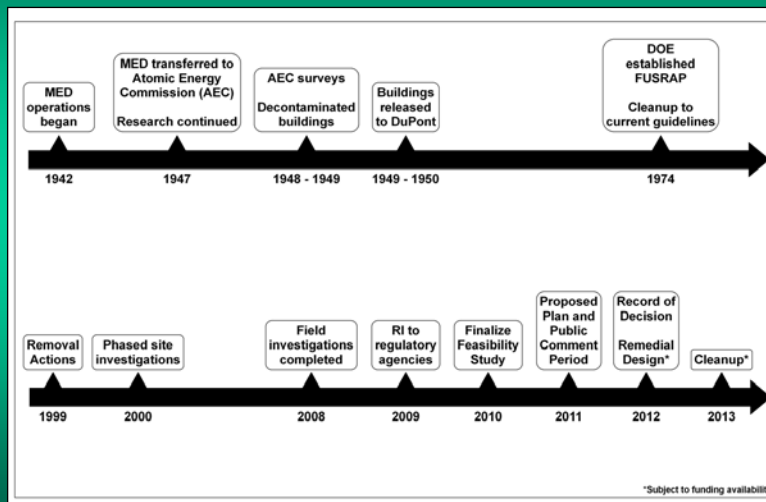 MED
operations
began
MED transferred to
Atomic Energy
Commission (AEC)
Research continued
AEC surveys
Decontaminated
buildings
Buildings
released
to DuPont
DOE
established
FUSRAP
Cleanup to
current guidelines
1942
1947
1948 - 1949
1949 - 1950
1974
Removal
Actions
Phased site
investigations
Field
investigations
completed
RI to
regulatory
agencies
Finalize
Feasibility
Study
Proposed
Plan and
Public
Comment
Period
Record of
Decision
Remedial
Design*
Cleanup*
1999
2000
2008
2009
2010
2011
2012
2013
*Subject to funding availabilit